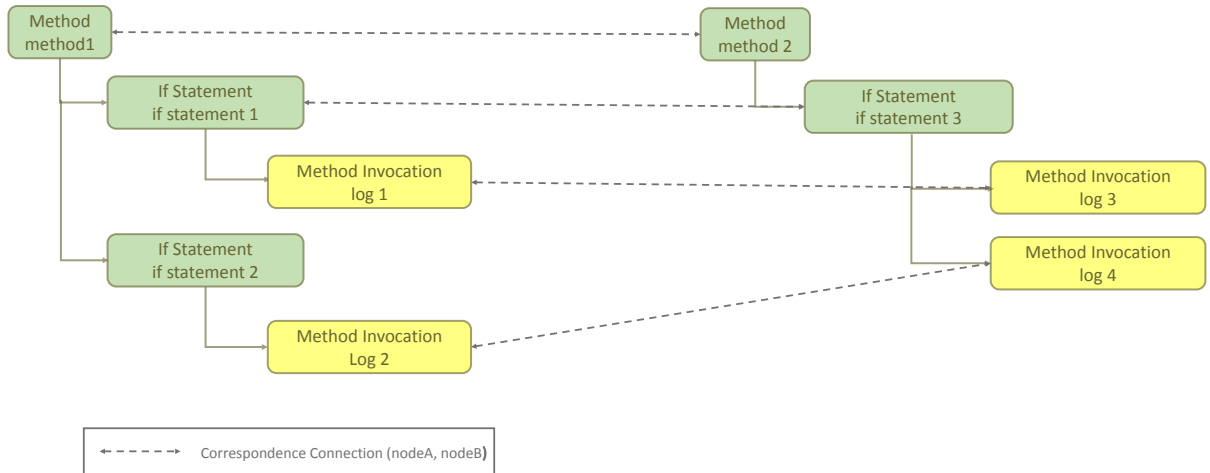 Method
method1
Method
method 2
If Statement
if statement 1
If Statement
if statement 3
Method Invocation
log 1
Method Invocation
log 3
If Statement
if statement 2
Method Invocation
log 4
Method Invocation
Log 2
Correspondence Connection (nodeA, nodeB)